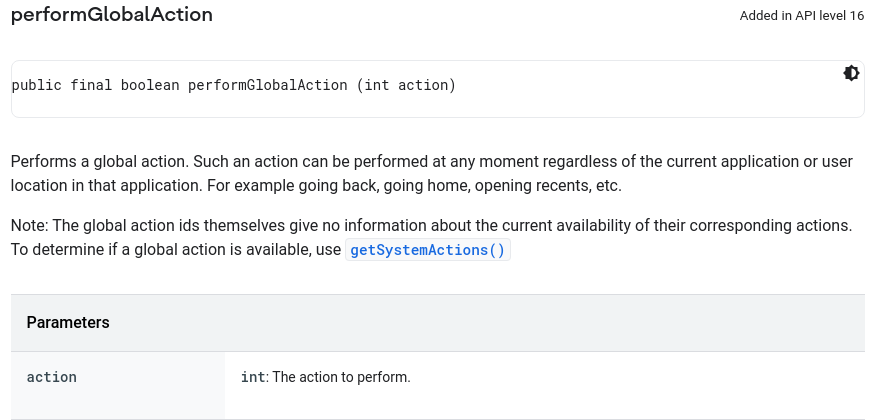 performGlobalAction
Added in API level 16
public final boolean performGlobalAction (int action)
Performs a global action. Such an action can be performed at any moment regardless of the current application or user
location in that application. For example going back, going home, opening recents, etc.
Note: The global action ids themselves give no information about the current availability of their corresponding actions.
To determine if a global action is available, use getSystemActions()
Parameters
action
int: The action to perform.